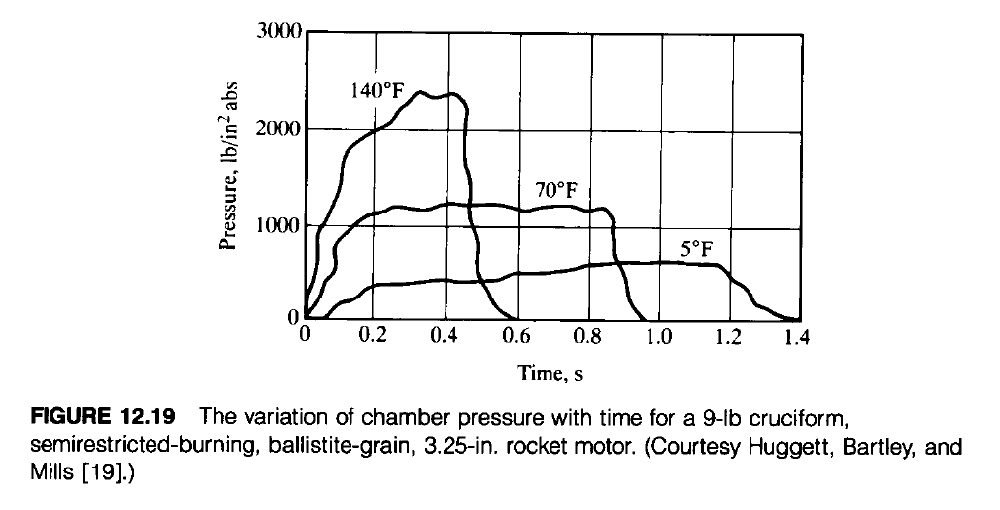 3000
140°F
2000
Pressure, lb/in² abs
70°F
1000
5°F
0
0 0.2 0.4 0.6 0.8 1.0 1.2 1.4
Time, s
FIGURE 12.19 The variation of chamber pressure with time for a 9-lb cruciform,
semirestricted-burning, ballistite-grain, 3.25-in. rocket motor. (Courtesy Huggett, Bartley, and
Mills [19].)